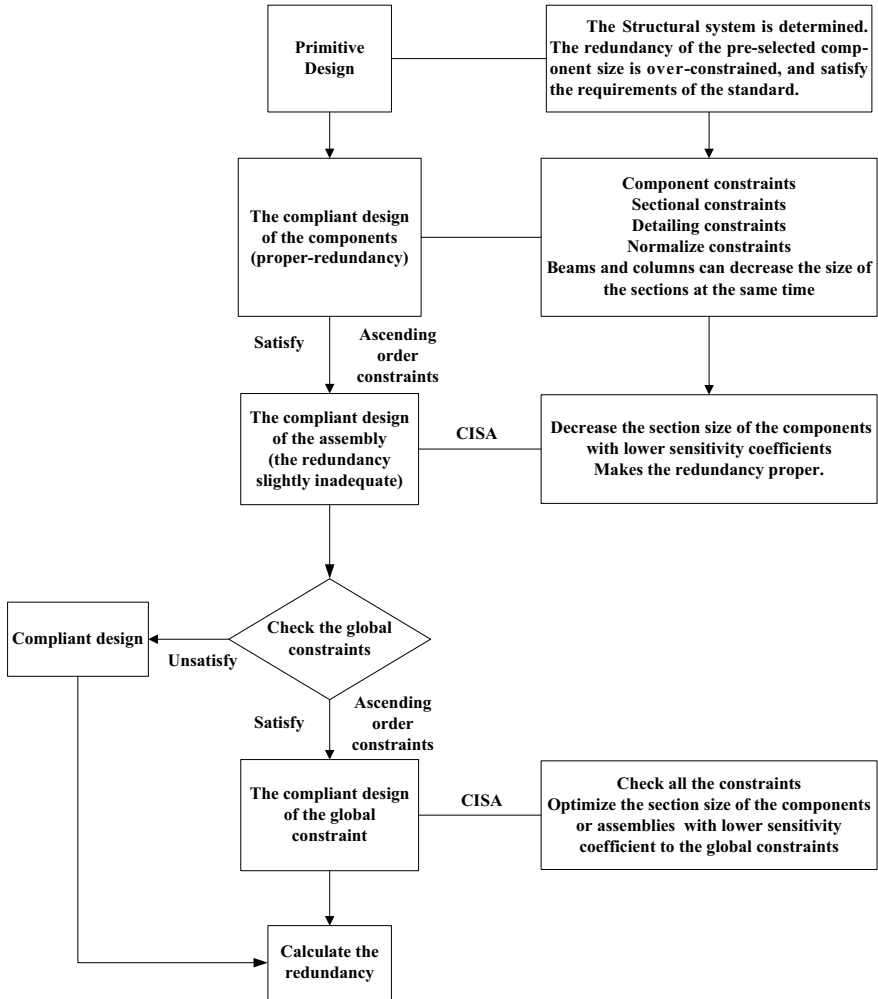 Primitive
Design
The Structural system is determined.
The redundancy of the pre-selected comp-
onent size is over-constrained, and satisfy
the requirements of the standard.
The compliant design
of the components
(proper-redundancy)
Component constraints
Sectional constraints
Detailing constraints
Normalize constraints
Beams and columns can decrease the size of
the sections at the same time
Satisfy
Ascending
order
constraints
The compliant design
of the assembly
(the redundancy
slightly inadequate)
CISA
Decrease the section size of the components
with lower sensitivity coefficients
Makes the redundancy proper.
Check the global
constraints
Compliant design
Unsatisfy
Satisfy
Ascending
order
constraints
The compliant design
of the global
constraint
CISA
Check all the constraints
Optimize the section size of the components
or assemblies with lower sensitivity
coefficient to the global constraints
Calculate the
redundancy